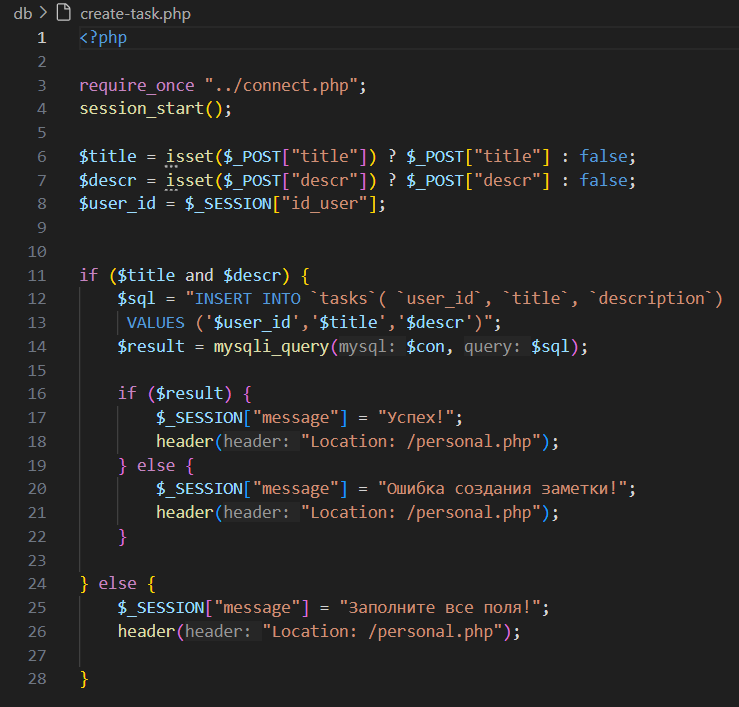 db > create-task.php
1 <?php
2
3 require_once "../connect.php";
4 session_start();
5
6 $title = isset($_POST["title"]) ? $_POST["title"] : false;
7 $descr = isset($_POST["descr"]) ? $_POST["descr"] : false;
8 $user_id = $_SESSION["id_user"];
9
10
11 if ($title and $descr) {
12     $sql = "INSERT INTO `tasks`( `user_id`, `title`, `description`)
13      VALUES ('$user_id','$title','$descr')";
14     $result = mysqli_query(mysql: $con, query: $sql);
15
16     if ($result) {
17         $_SESSION["message"] = "Успех!";
18         header(header: "Location: /personal.php");
19     } else {
20         $_SESSION["message"] = "Ошибка создания заметки!";
21         header(header: "Location: /personal.php");
22     }
23
24 } else {
25     $_SESSION["message"] = "Заполните все поля!";
26     header(header: "Location: /personal.php");
27
28 }